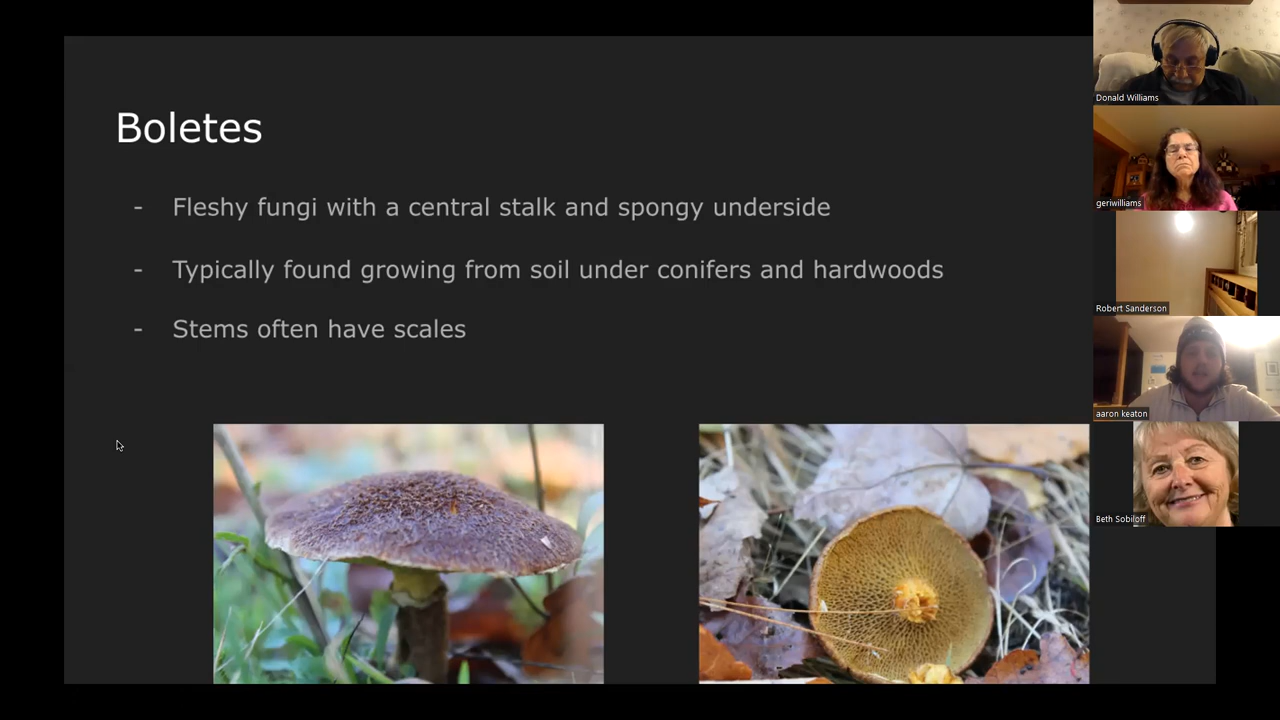 Boletes
- Fleshy fungi with a central stalk and spongy underside
- Typically found growing from soil under conifers and hardwoods
- Stems often have scales
Donald Williams
geriwilliams
Robert Sanderson
aaron keaton
Beth Sobiloff